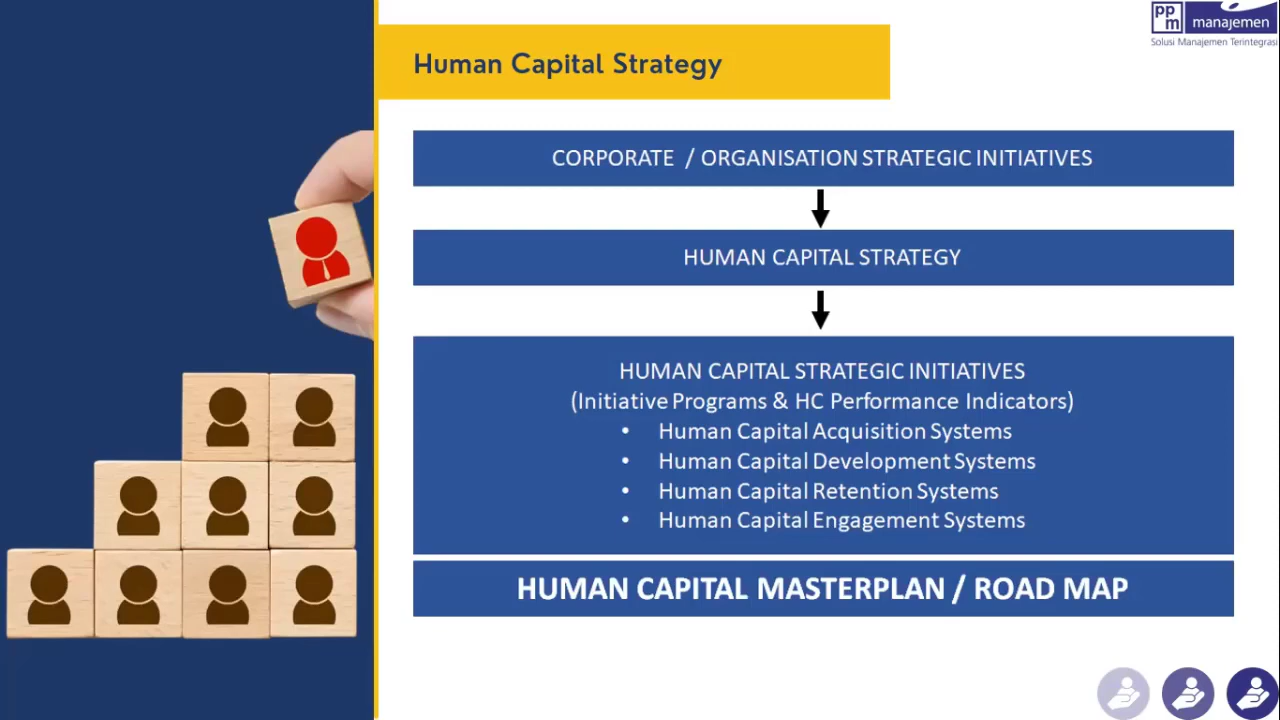 ppm manajemen
Solusi Manajemen Terintegrasi
Human Capital Strategy
CORPORATE / ORGANISATION STRATEGIC INITIATIVES
HUMAN CAPITAL STRATEGY
HUMAN CAPITAL STRATEGIC INITIATIVES
(Initiative Programs & HC Performance Indicators)
• Human Capital Acquisition Systems
• Human Capital Development Systems
• Human Capital Retention Systems
• Human Capital Engagement Systems
HUMAN CAPITAL MASTERPLAN / ROAD MAP